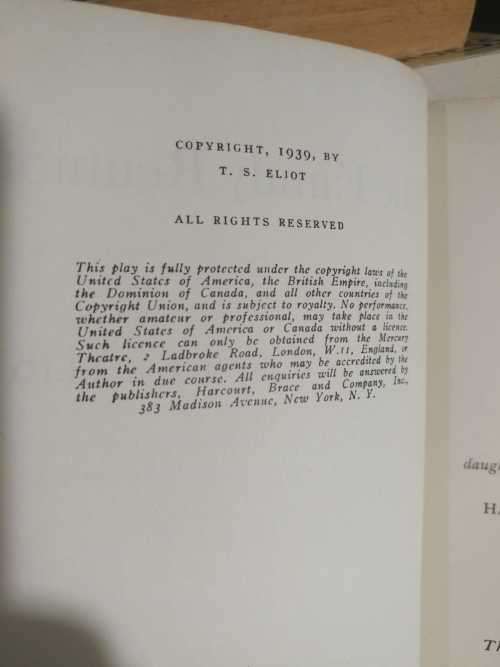 COPYRIGHT, 1939, BY
T. S. ELIOT
ALL RIGHTS RESERVED
This play is fully protected under the copyright laws of the
United States of America, the British Empire, including
the Dominion of Canada, and all other countries of the
Copyright Union, and is subject to royalty. No performance,
whether amateur or professional, may take place in the
United States of America or Canada without a licence.
Such licence can only be obtained from the Mercury
Theatre, 2 Ladbroke Road, London, W.11, England, or
from the American agents who may be accredited by the
Author in due course. All enquiries will be answered by
the publishers, Harcourt, Brace and Company, Inc.,
383 Madison Avenue, New York, N. Y.
daug
H.
Th